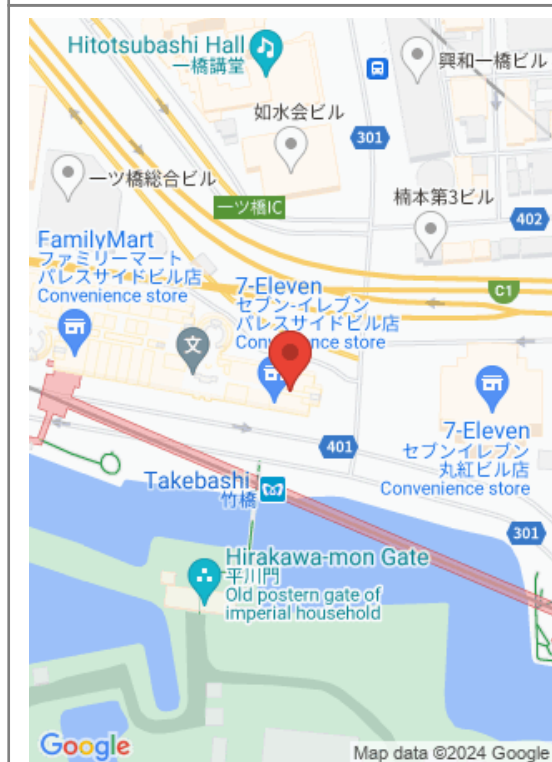 Hitotsubashi Hall
一橋講堂
興和一橋ビル
如水会ビル
301
一ツ橋総合ビル
一ツ橋IC
楠本第3ビル
402
FamilyMart
ファミリーマート
パレスサイドビル店
Convenience store
7-Eleven
セブン-イレブン
パレスサイドビル店
Convenience store
C1
文
7-Eleven
セブンイレブン
丸紅ビル店
Convenience store
401
Takebashi
竹橋
301
Hirakawa-mon Gate
平川門
Old postern gate of
imperial household
Google
Map data ©2024 Google